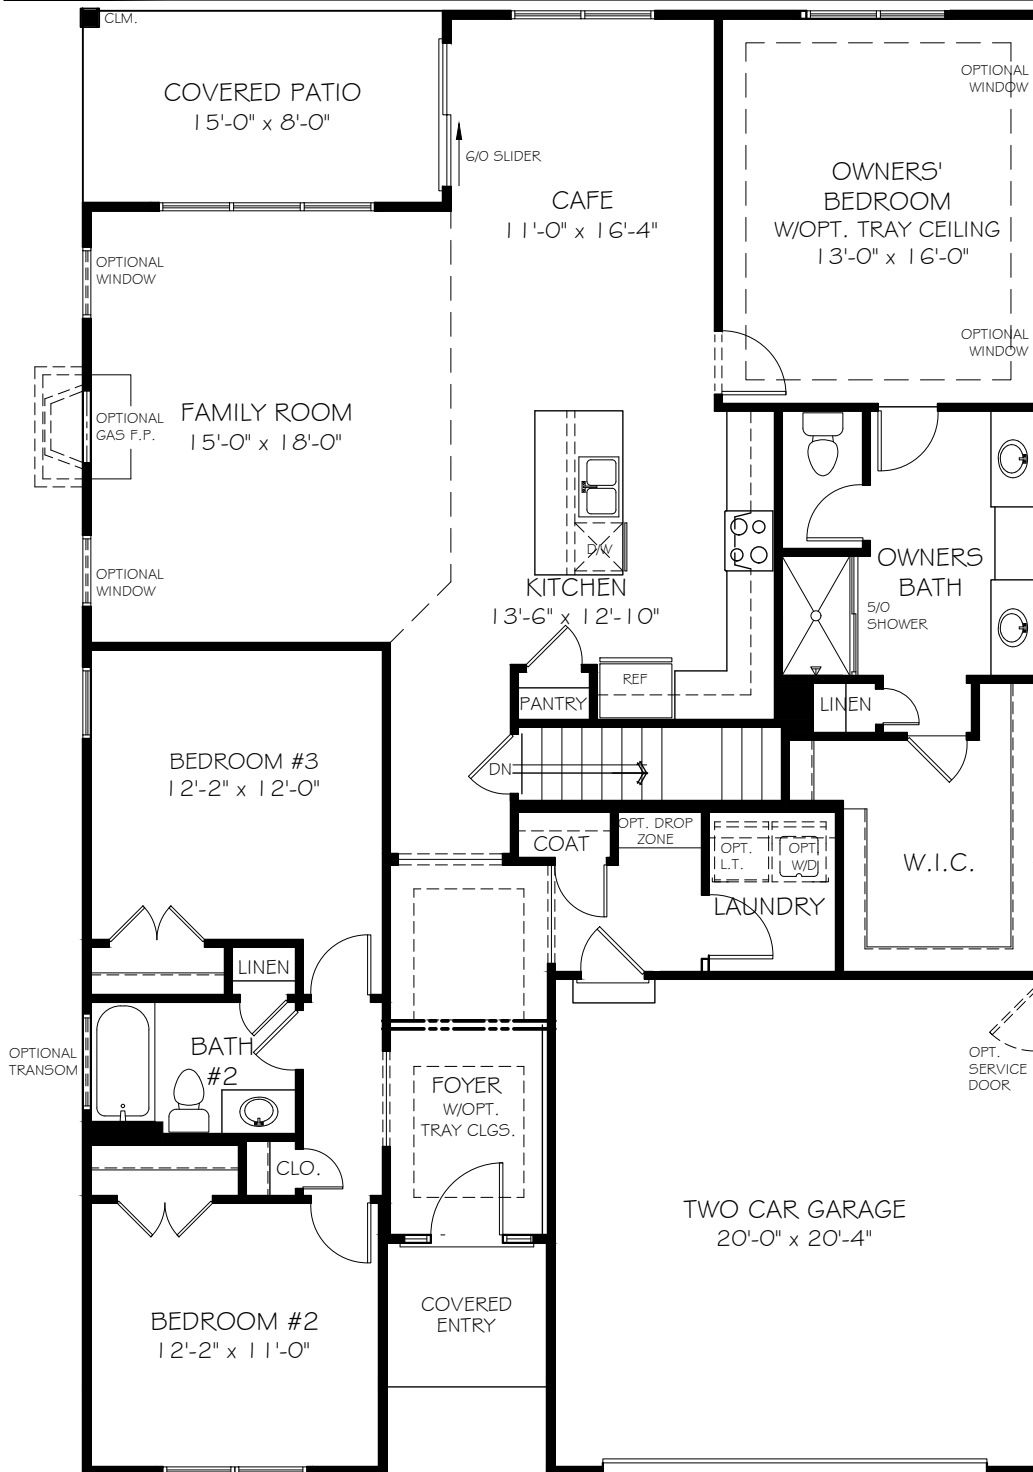 CLM.
COVERED PATIO
15'-0" x 8'-0"
6/0 SLIDER
CAFE
11'-0" x 16'-4"
OPTIONAL
WINDOW
OWNERS'
BEDROOM
W/OPT. TRAY CEILING
13'-0" x 16'-0"
OPTIONAL
WINDOW
OPTIONAL
WINDOW
OPTIONAL
GAS F.P.
FAMILY ROOM
15'-0" x 18'-0"
OPTIONAL
WINDOW
D/W
KITCHEN
13'-6" x 12'-10"
OWNERS
BATH
5/0
SHOWER
REF
PANTRY
LINEN
BEDROOM #3
12'-2" x 12'-0"
DN
COAT
OPT. DROP
ZONE
OPT.
L.T.
OPT.
W/D
LAUNDRY
W.I.C.
LINEN
OPTIONAL
TRANSOM
BATH
#2
FOYER
W/OPT.
TRAY CLGS.
OPT.
SERVICE
DOOR
CLO.
TWO CAR GARAGE
20'-0" x 20'-4"
COVERED
ENTRY
BEDROOM #2
12'-2" x 11'-0"